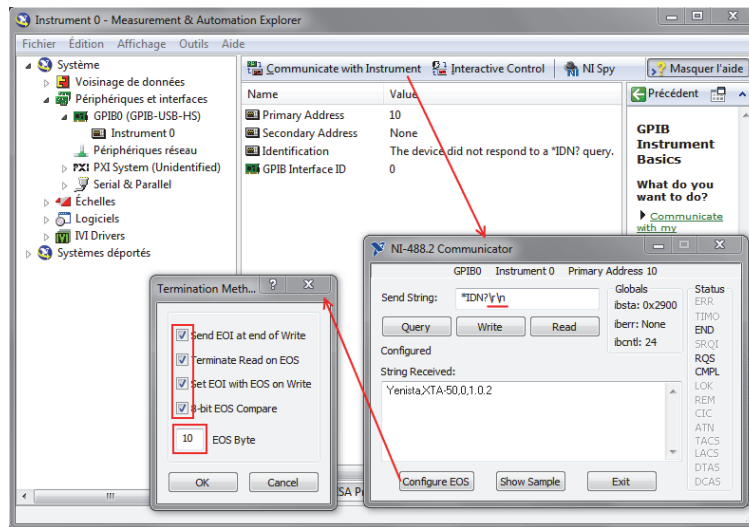 Instrument 0 - Measurement & Automation Explorer
Fichier Édition Affichage Outils Aide
Système
Voisinage de données
Périphériques et interfaces
GPIB0 (GPIB-USB-HS)
Instrument 0
Périphériques réseau
PXI PXI System (Unidentified)
Serial & Parallel
Échelles
Logiciels
IVI Drivers
Systèmes déportés
Communicate with Instrument Interactive Control NI Spy Masquer l'aide
Name Value
Primary Address 10
Secondary Address None
Identification The device did not respond to a *IDN? query.
GPIB Interface ID 0
Précédent
GPIB
Instrument
Basics
What do you
want to do?
Communicate
with my
NI-488.2 Communicator
GPIB0 Instrument 0 Primary Address 10
Send String: *IDN?\r\n
Query Write Read
Configured
String Received:
Yenista,XTA-50,0,1.0.2
Configure EOS Show Sample Exit
Globals
ibsta: 0x2900
iberr: None
ibcntl: 24
Status
ERR
TIMO
END
SRQI
RQS
CMPL
LOK
REM
CIC
ATN
TACS
LACS
DTAS
DCAS
Termination Meth...
Send EOI at end of Write
Terminate Read on EOS
Set EOI with EOS on Write
8-bit EOS Compare
10 EOS Byte
OK Cancel